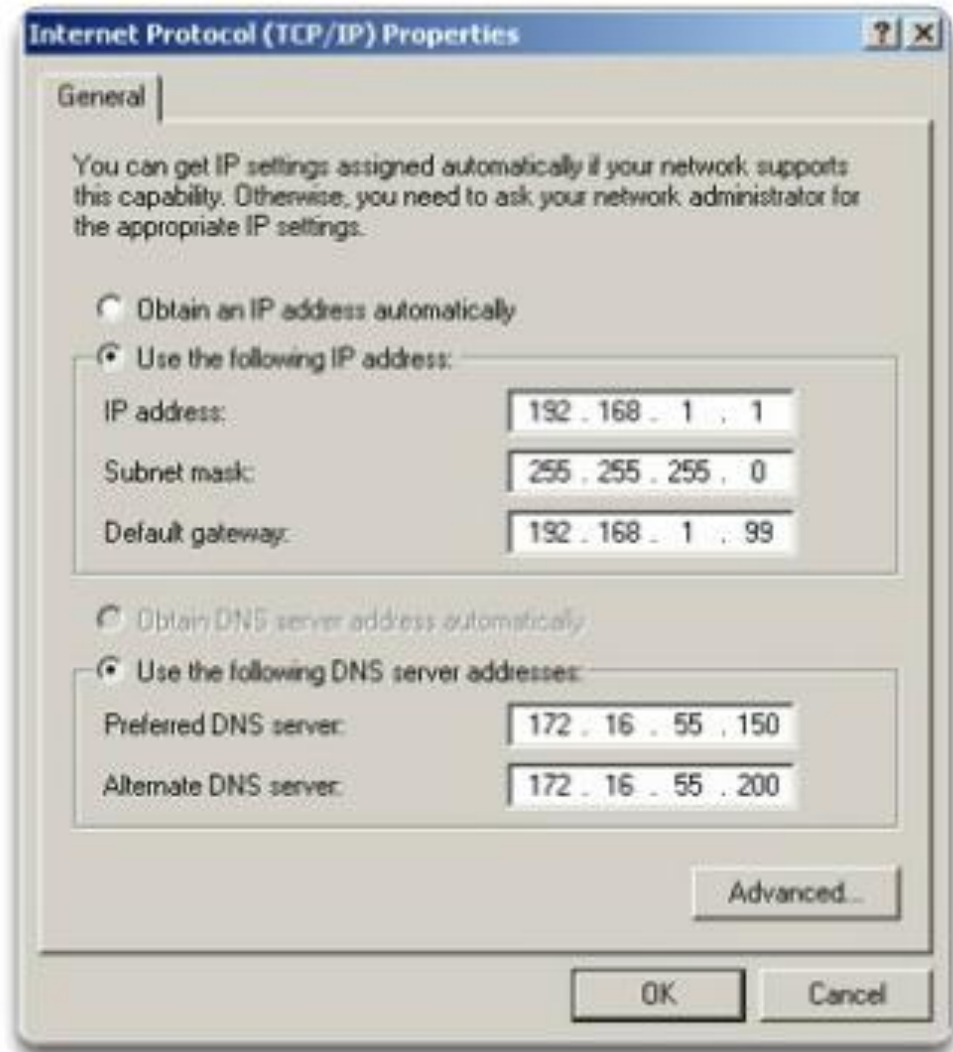 Internet Protocol (TCP/IP) Properties
General
You can get IP settings assigned automatically if your network supports
this capability. Otherwise, you need to ask your network administrator for
the appropriate IP settings.
Obtain an IP address automatically
Use the following IP address:
IP address: 192 . 168 . 1 . 1
Subnet mask: 255 . 255 . 255 . 0
Default gateway: 192 . 168 . 1 . 99
Obtain DNS server address automatically
Use the following DNS server addresses:
Preferred DNS server: 172 . 16 . 55 . 150
Alternate DNS server: 172 . 16 . 55 . 200
Advanced...
OK Cancel